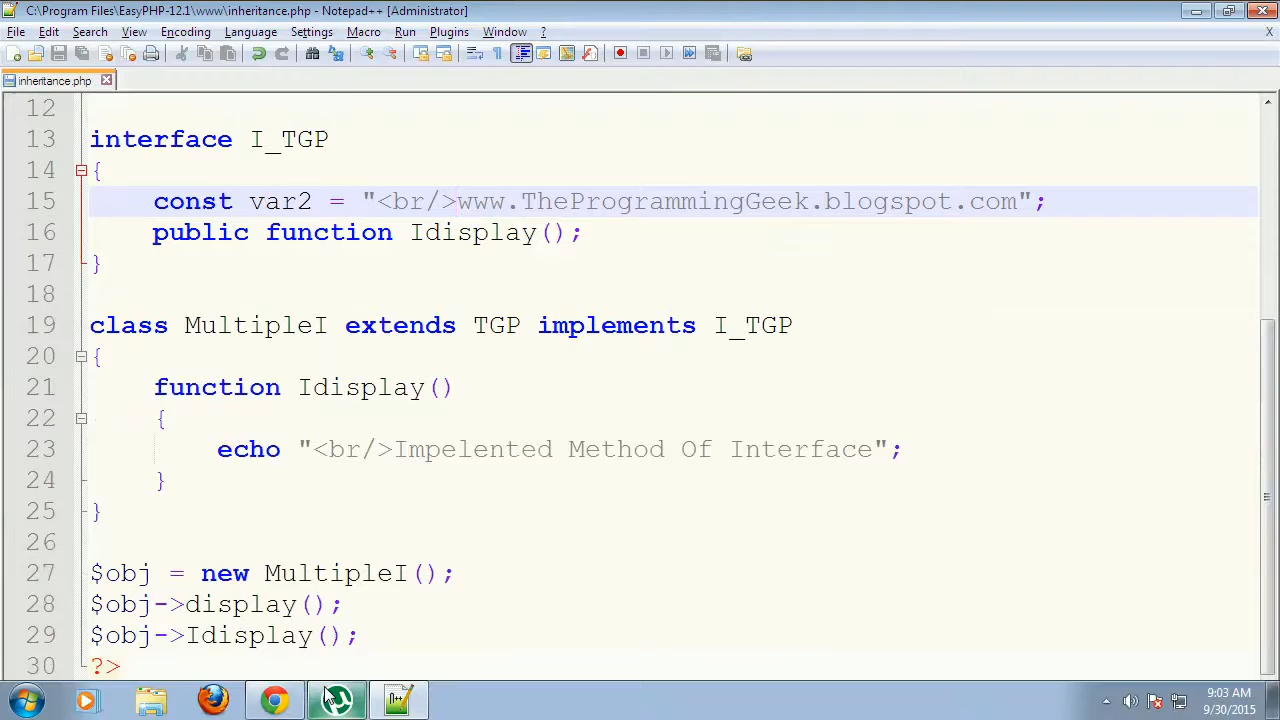 C:\Program Files\EasyPHP-12.1\www\inheritance.php - Notepad++ [Administrator]
File Edit Search View Encoding Language Settings Macro Run Plugins Window ? X
inheritance.php
12
13 interface I_TGP
14 {
15 const var2 = "<br/>www.TheProgrammingGeek.blogspot.com";
16 public function Idisplay();
17 }
18
19 class MultipleI extends TGP implements I_TGP
20 {
21 function Idisplay()
22 {
23 echo "<br/>Impelented Method Of Interface";
24 }
25 }
26
27 $obj = new MultipleI();
28 $obj->display();
29 $obj->Idisplay();
30 ?>
9:03 AM
9/30/2015